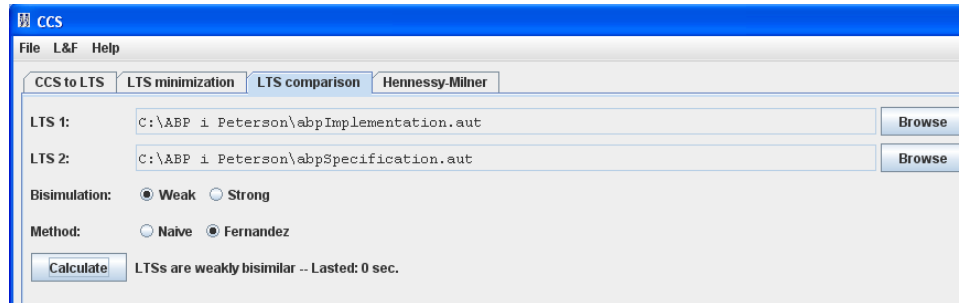 CCS
File L&F Help
CCS to LTS LTS minimization LTS comparison Hennessy-Milner
LTS 1: C:\ABP i Peterson\abpImplementation.aut Browse
LTS 2: C:\ABP i Peterson\abpSpecification.aut Browse
Bisimulation: Weak Strong
Method: Naive Fernandez
Calculate LTSs are weakly bisimilar -- Lasted: 0 sec.